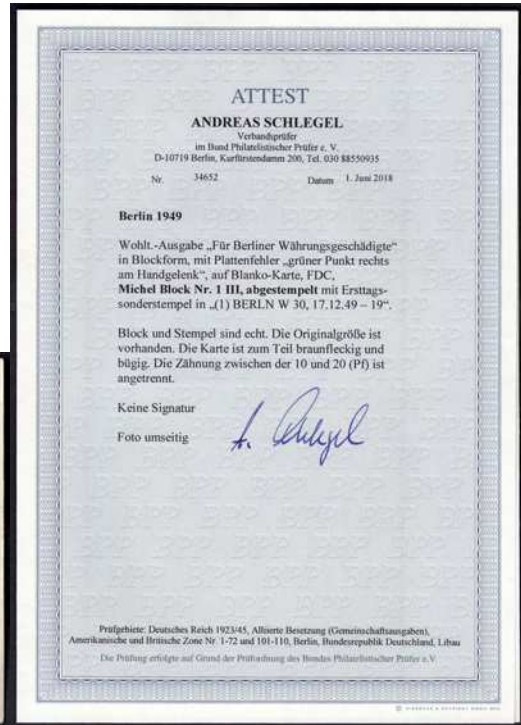 ATTEST
ANDREAS SCHLEGEL
Verbandsprüfer
im Bund Philatelistischer Prüfer e. V.
D-10719 Berlin, Kurfürstendamm 200, Tel. 030 88550935
Nr. 34652 Datum 1. Juni 2018
Berlin 1949
Wohlt.-Ausgabe „Für Berliner Währungsgeschädigte“
in Blockform, mit Plattenfehler „grüner Punkt rechts
am Handgelenk“, auf Blanko-Karte, FDC,
Michel Block Nr. 1 III, abgestempelt mit Ersttags-
sonderstempel in „(1) BERLN W 30, 17.12.49 – 19“.
Block und Stempel sind echt. Die Originalgröße ist
vorhanden. Die Karte ist zum Teil braunfleckig und
bügig. Die Zähnung zwischen der 10 und 20 (Pf) ist
angetrennt.
Keine Signatur
Foto umseitig
A. Schlegel
Prüfgebiete: Deutsches Reich 1923/45, Alliierte Besetzung (Gemeinschaftsausgaben),
Amerikanische und Britische Zone Nr. 1-72 und 101-110, Berlin, Bundesrepublik Deutschland, Libau
Die Prüfung erfolgte auf Grund der Prüfordnung des Bundes Philatelistischer Prüfer e.V.